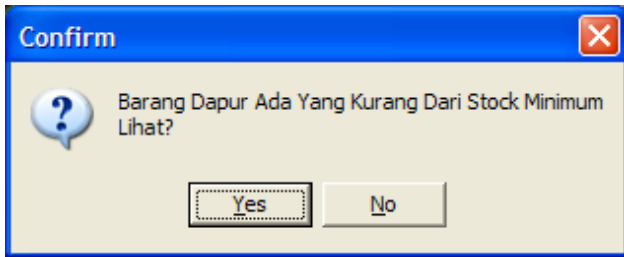 Confirm
Barang Dapur Ada Yang Kurang Dari Stock Minimum
Lihat?
Yes
No